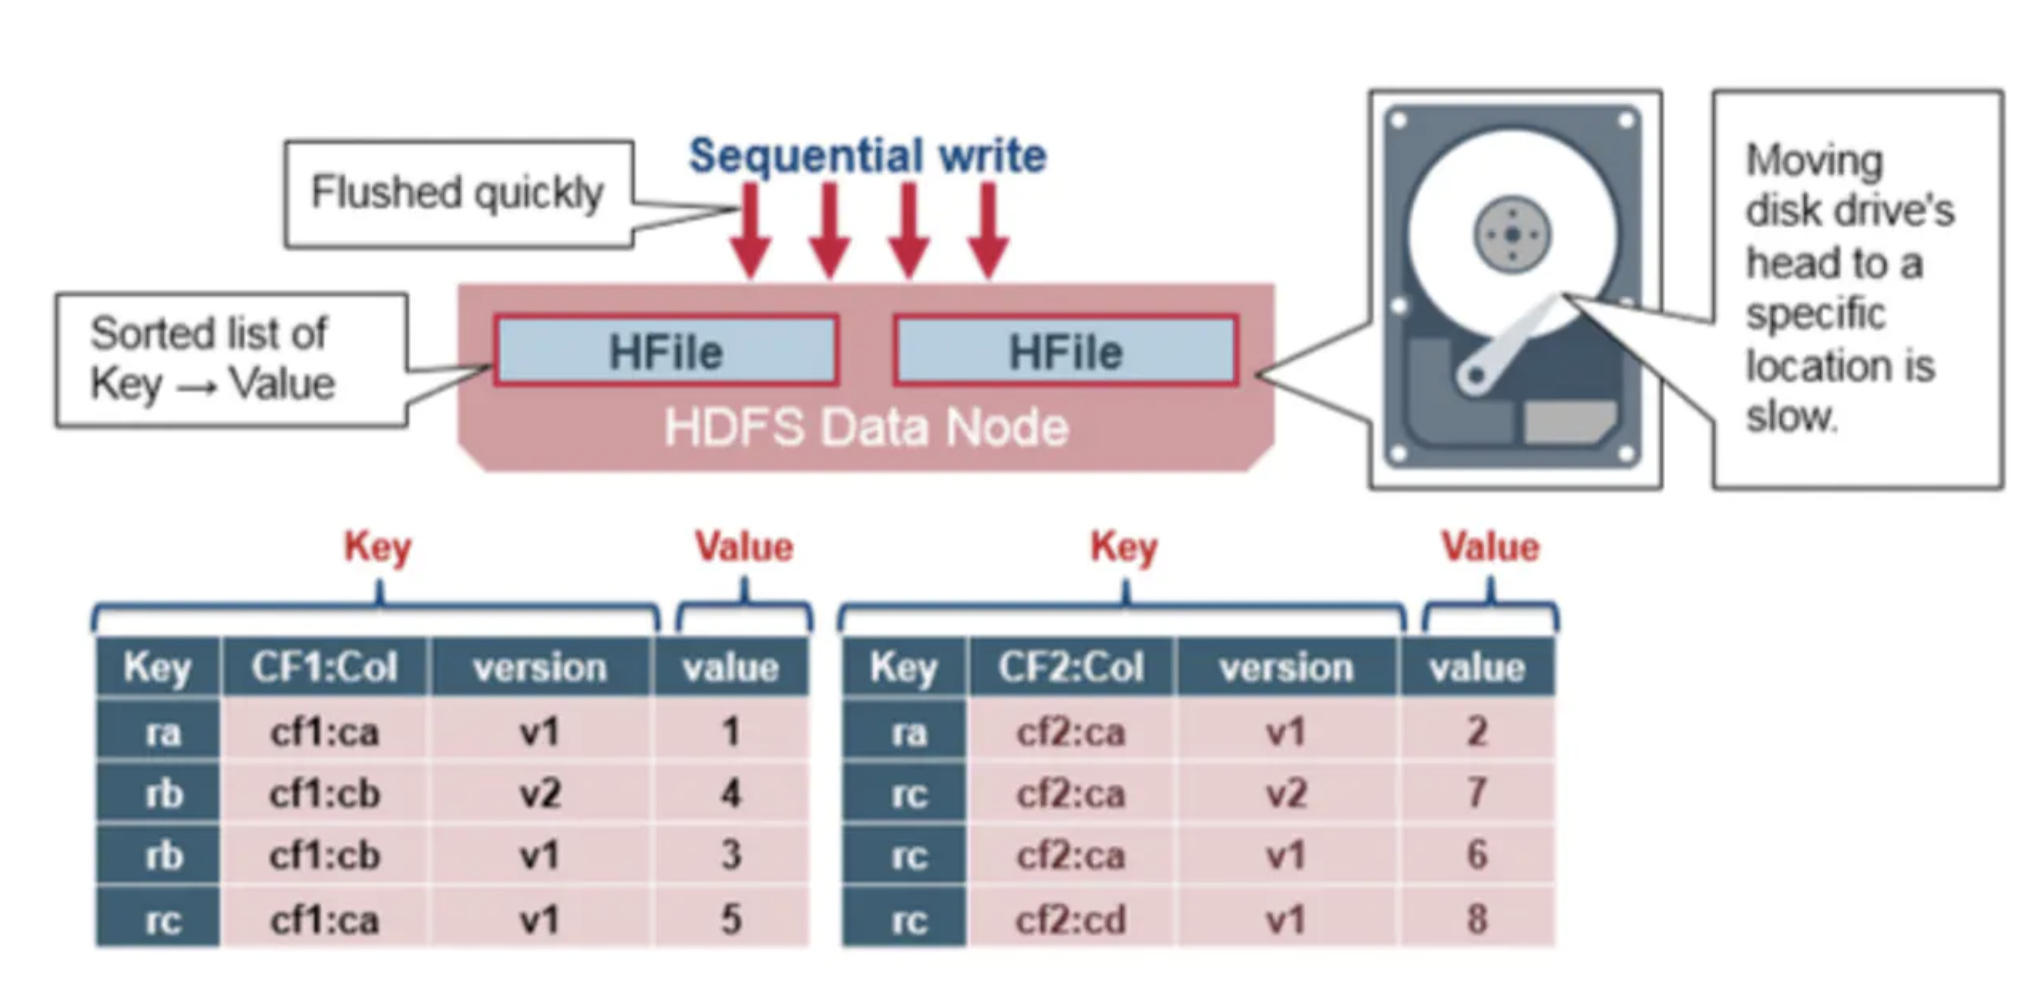 Sequential write
Flushed quickly
Sorted list of
Key → Value
HFile
HFile
HDFS Data Node
Moving
disk drive's
head to a
specific
location is
slow.
Key Value
Key CF1:Col version value
ra cf1:ca v1 1
rb cf1:cb v2 4
rb cf1:cb v1 3
rc cf1:ca v1 5
Key Value
Key CF2:Col version value
ra cf2:ca v1 2
rc cf2:ca v2 7
rc cf2:ca v1 6
rc cf2:cd v1 8